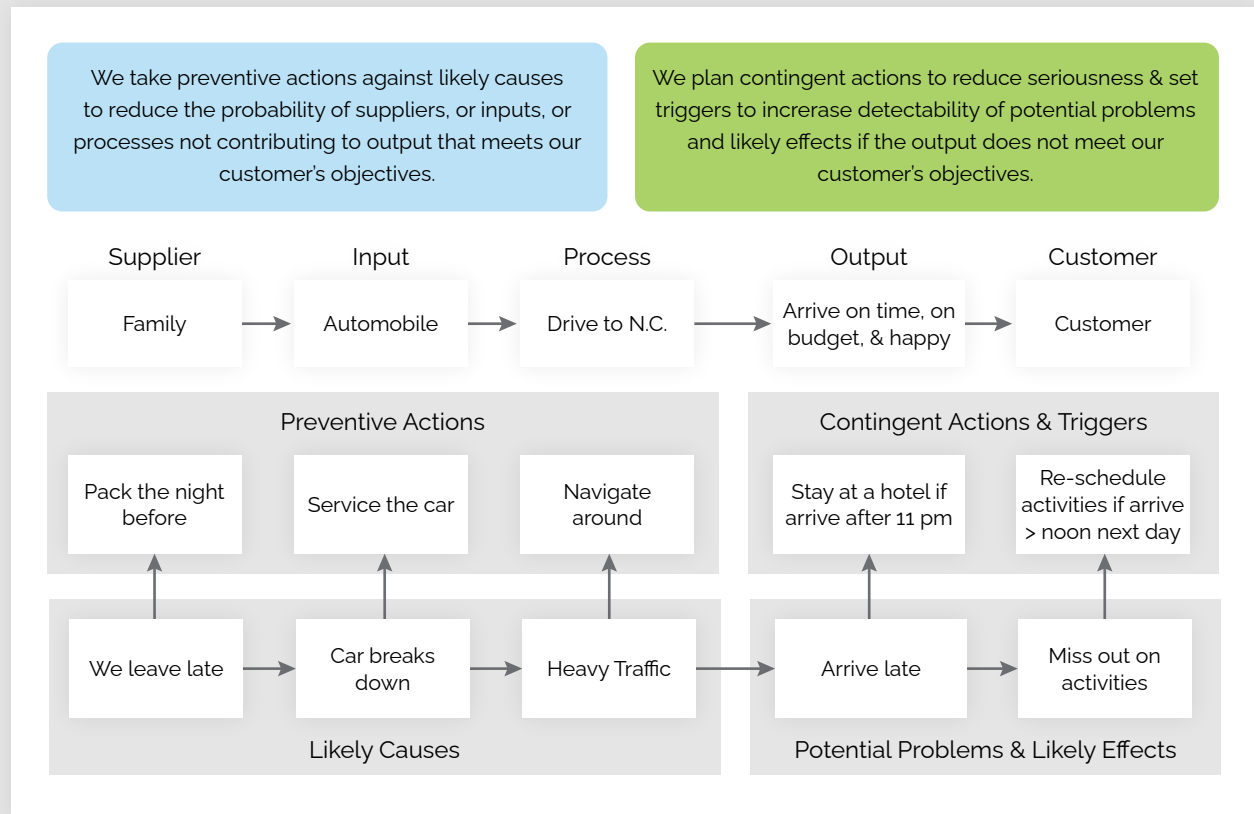 We take preventive actions against likely causes
to reduce the probability of suppliers, or inputs, or
processes not contributing to output that meets our
customer’s objectives.
We plan contingent actions to reduce seriousness & set
triggers to increrase detectability of potential problems
and likely effects if the output does not meet our
customer’s objectives.
Supplier
Input
Process
Output
Customer
Family
Automobile
Drive to N.C.
Arrive on time, on
budget, & happy
Customer
Preventive Actions
Contingent Actions & Triggers
Pack the night
before
Service the car
Navigate
around
Stay at a hotel if
arrive after 11 pm
Re-schedule
activities if arrive
> noon next day
We leave late
Car breaks
down
Heavy Traffic
Arrive late
Miss out on
activities
Likely Causes
Potential Problems & Likely Effects